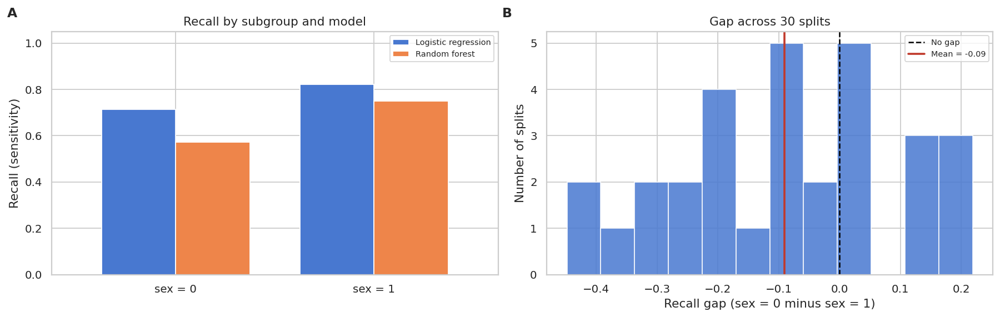 A
Recall by subgroup and model
Recall (sensitivity)
1.0
0.8
0.6
0.4
0.2
0.0
Logistic regression
Random forest
sex = 0
sex = 1
B
Gap across 30 splits
Number of splits
5
4
3
2
1
0
No gap
Mean = -0.09
−0.4
−0.3
−0.2
−0.1
0.0
0.1
0.2
Recall gap (sex = 0 minus sex = 1)